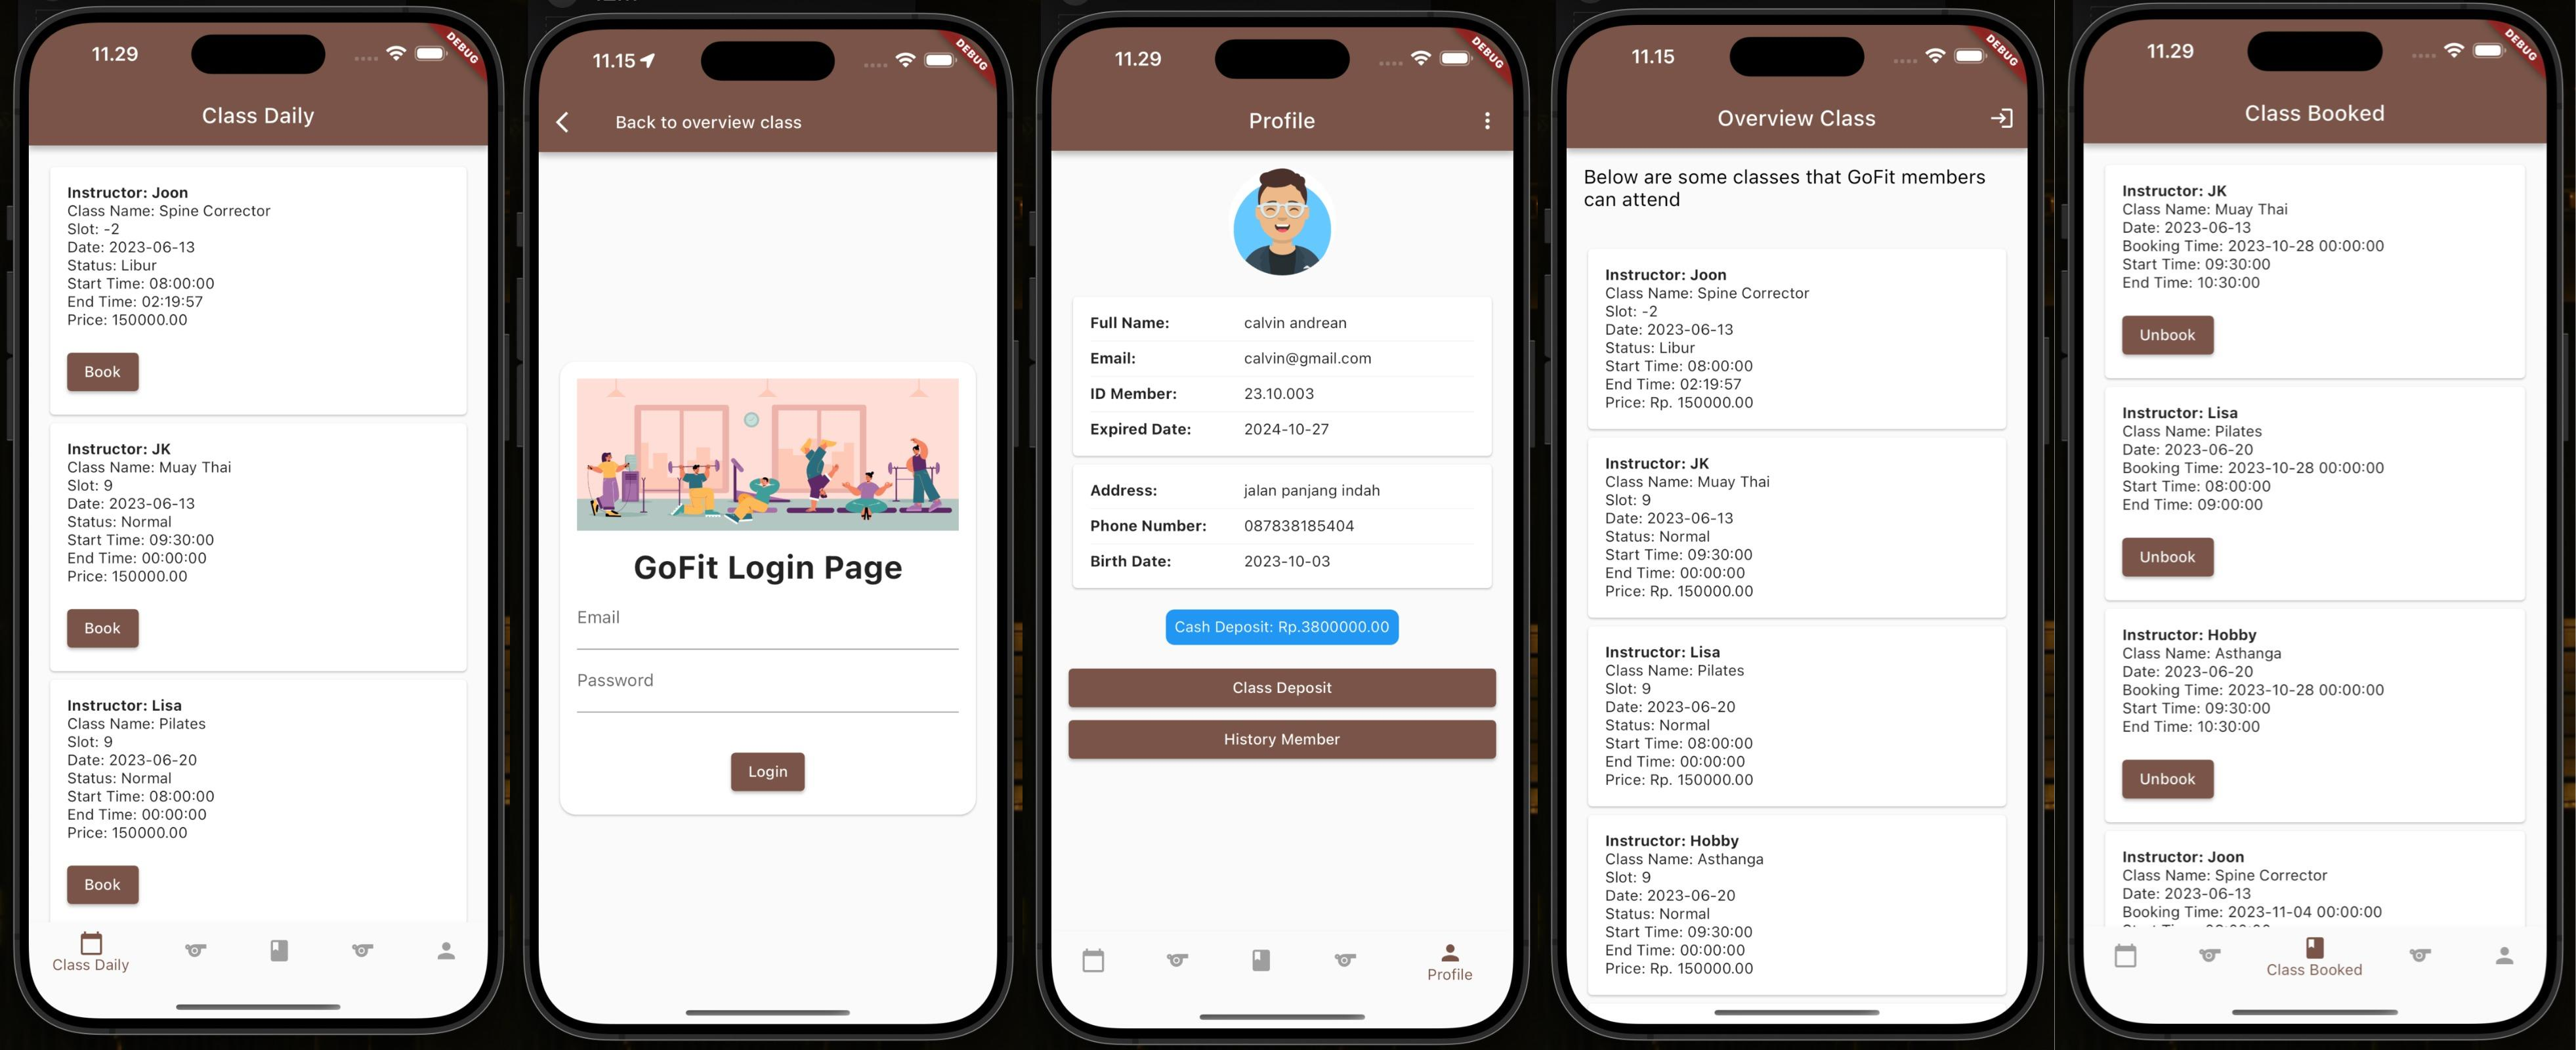 11.29
DEBUG
Class Daily
Instructor: Joon
Class Name: Spine Corrector
Slot: -2
Date: 2023-06-13
Status: Libur
Start Time: 08:00:00
End Time: 02:19:57
Price: 150000.00
Book
Instructor: JK
Class Name: Muay Thai
Slot: 9
Date: 2023-06-13
Status: Normal
Start Time: 09:30:00
End Time: 00:00:00
Price: 150000.00
Book
Instructor: Lisa
Class Name: Pilates
Slot: 9
Date: 2023-06-20
Status: Normal
Start Time: 08:00:00
End Time: 00:00:00
Price: 150000.00
Book
Class Daily
11.15
DEBUG
Back to overview class
GoFit Login Page
Email
Password
Login
11.29
DEBUG
Profile
Full Name: calvin andrean
Email: calvin@gmail.com
ID Member: 23.10.003
Expired Date: 2024-10-27
Address: jalan panjang indah
Phone Number: 087838185404
Birth Date: 2023-10-03
Cash Deposit: Rp.3800000.00
Class Deposit
History Member
Profile
11.15
DEBUG
Overview Class
Below are some classes that GoFit members
can attend
Instructor: Joon
Class Name: Spine Corrector
Slot: -2
Date: 2023-06-13
Status: Libur
Start Time: 08:00:00
End Time: 02:19:57
Price: Rp. 150000.00
Instructor: JK
Class Name: Muay Thai
Slot: 9
Date: 2023-06-13
Status: Normal
Start Time: 09:30:00
End Time: 00:00:00
Price: Rp. 150000.00
Instructor: Lisa
Class Name: Pilates
Slot: 9
Date: 2023-06-20
Status: Normal
Start Time: 08:00:00
End Time: 00:00:00
Price: Rp. 150000.00
Instructor: Hobby
Class Name: Asthanga
Slot: 9
Date: 2023-06-20
Status: Normal
Start Time: 09:30:00
End Time: 00:00:00
Price: Rp. 150000.00
11.29
DEBUG
Class Booked
Instructor: JK
Class Name: Muay Thai
Date: 2023-06-13
Booking Time: 2023-10-28 00:00:00
Start Time: 09:30:00
End Time: 10:30:00
Unbook
Instructor: Lisa
Class Name: Pilates
Date: 2023-06-20
Booking Time: 2023-10-28 00:00:00
Start Time: 08:00:00
End Time: 09:00:00
Unbook
Instructor: Hobby
Class Name: Asthanga
Date: 2023-06-20
Booking Time: 2023-10-28 00:00:00
Start Time: 09:30:00
End Time: 10:30:00
Unbook
Instructor: Joon
Class Name: Spine Corrector
Date: 2023-06-13
Booking Time: 2023-11-04 00:00:00
Class Booked